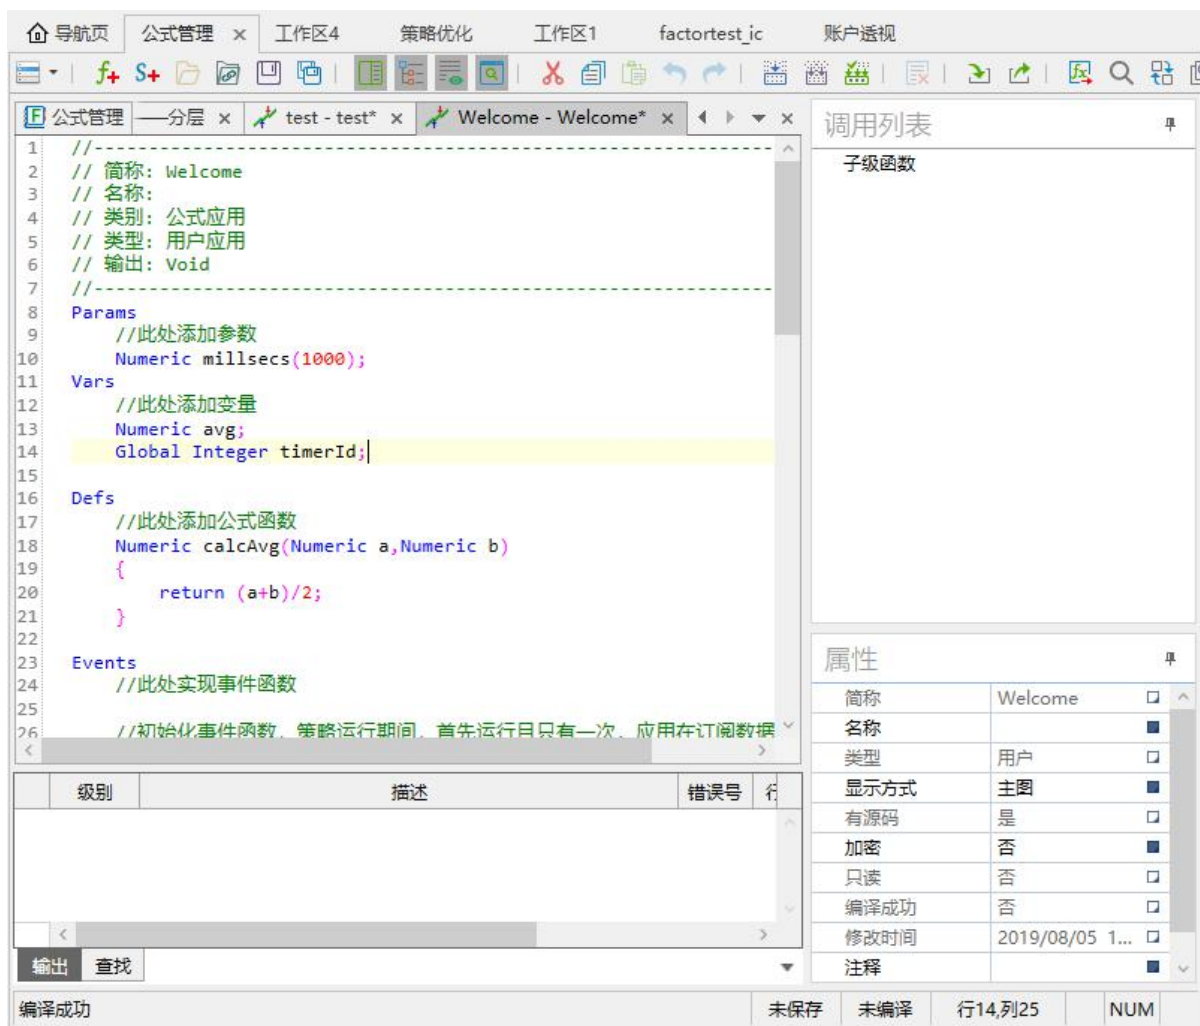 导航页 公式管理 × 工作区4 策略优化 工作区1 factortest_ic 账户透视
公式管理 ——分层 × test - test* × Welcome - Welcome* ×
1 //----------------------------------------------------------------
2 // 简称: Welcome
3 // 名称:
4 // 类别: 公式应用
5 // 类型: 用户应用
6 // 输出: Void
7 //----------------------------------------------------------------
8 Params
9 //此处添加参数
10 Numeric millsecs(1000);
11 Vars
12 //此处添加变量
13 Numeric avg;
14 Global Integer timerId;
15
16 Defs
17 //此处添加公式函数
18 Numeric calcAvg(Numeric a,Numeric b)
19 {
20 return (a+b)/2;
21 }
22
23 Events
24 //此处实现事件函数
25
26 //初始化事件函数，策略运行期间，首先运行且只有一次，应用在订阅数据
调用列表
子级函数
属性
简称 Welcome
名称
类型 用户
显示方式 主图
有源码 是
加密 否
只读 否
编译成功 否
修改时间 2019/08/05 1...
注释
级别 描述 错误号
输出 查找
编译成功 未保存 未编译 行14,列25 NUM